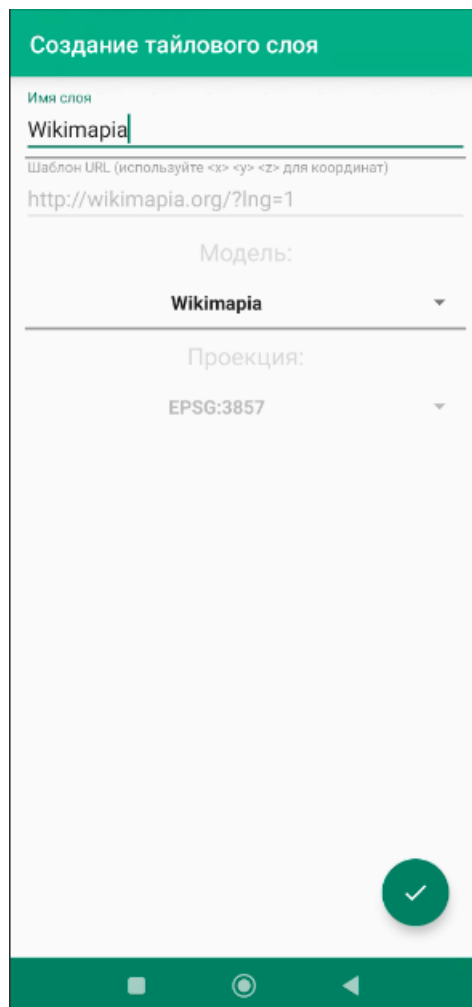 Создание тайлового слоя
Имя слоя
Wikimapia
Шаблон URL (используйте <x> <y> <z> для координат)
http://wikimapia.org/?lng=1
Модель:
Wikimapia
Проекция:
EPSG:3857